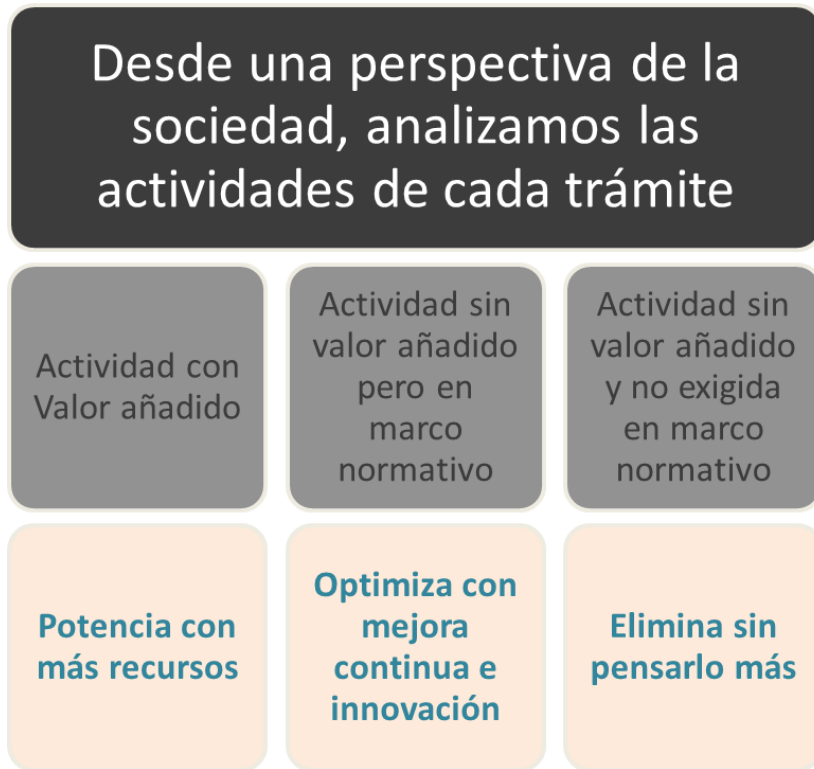 Desde una perspectiva de la
sociedad, analizamos las
actividades de cada trámite
Actividad con
Valor añadido
Actividad sin
valor añadido
pero en
marco
normativo
Actividad sin
valor añadido
y no exigida
en marco
normativo
Potencia con
más recursos
Optimiza con
mejora
continua e
innovación
Elimina sin
pensarlo más